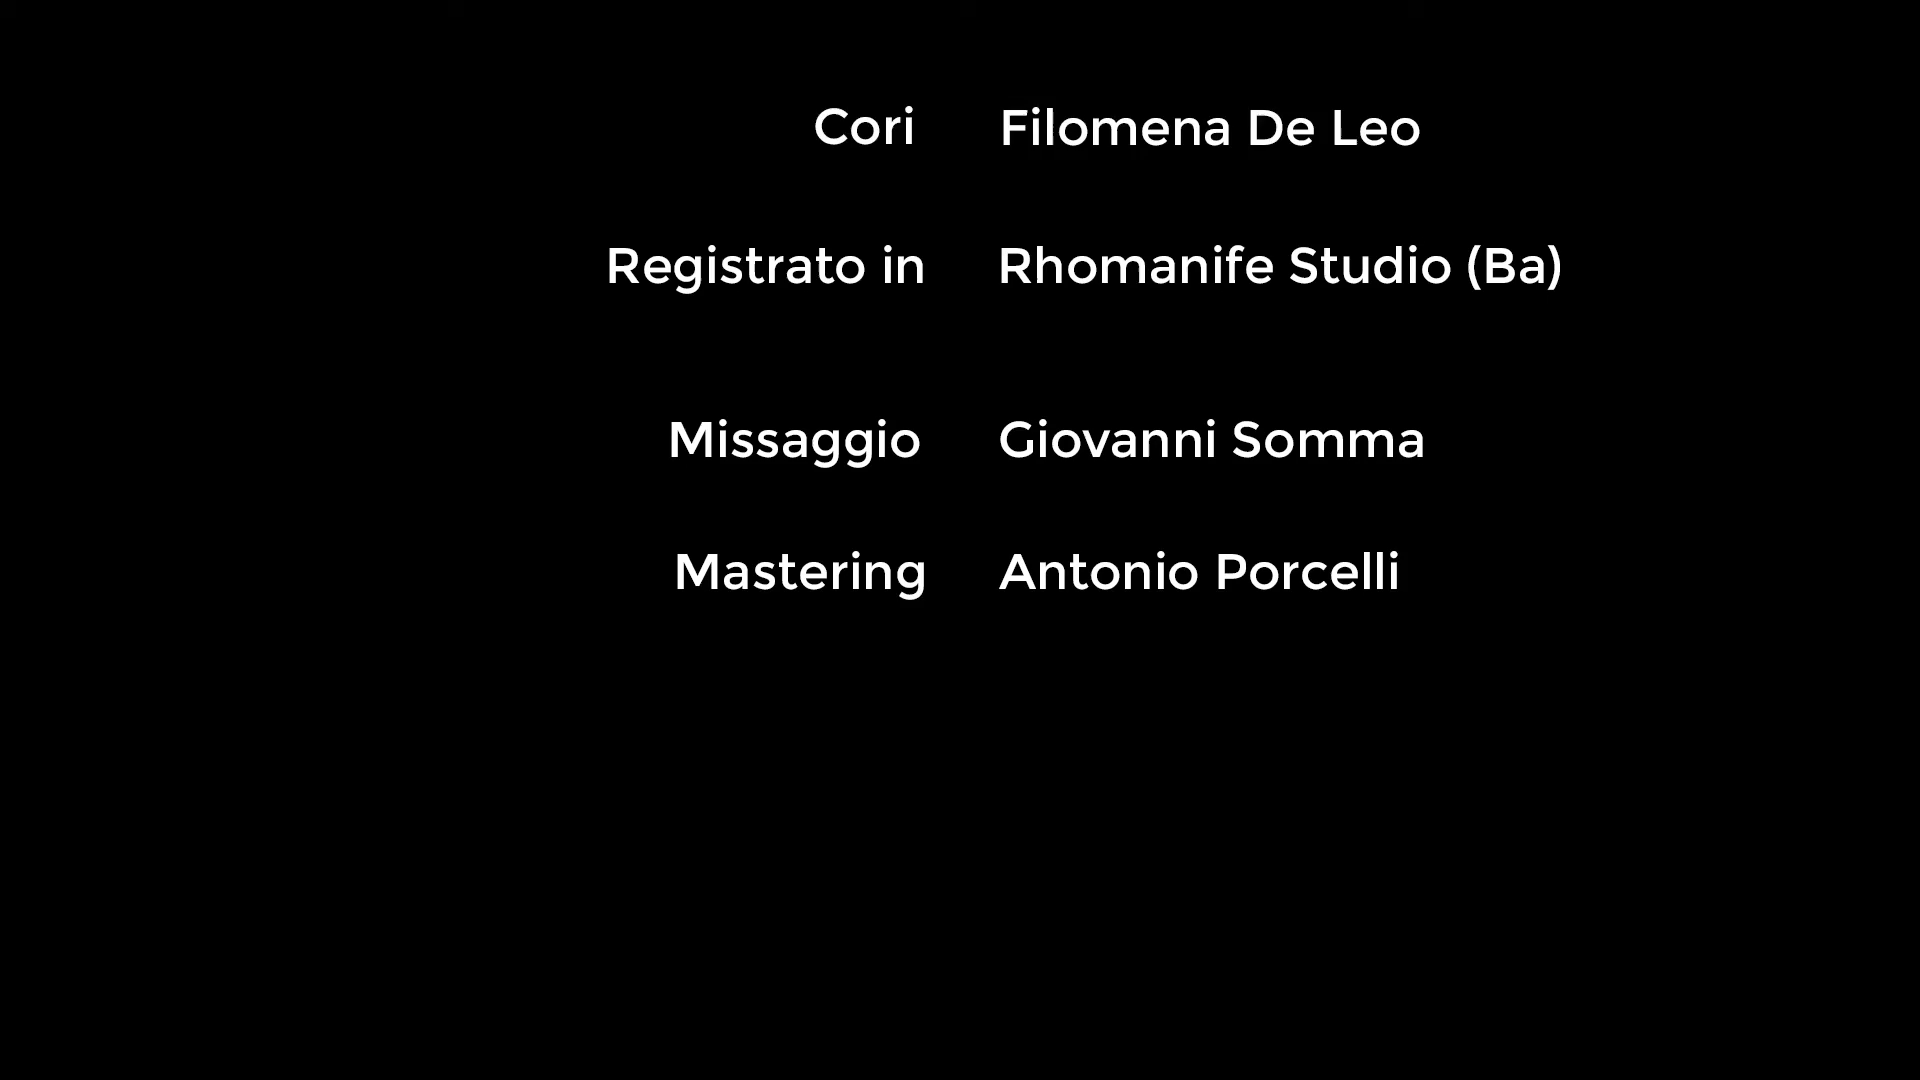 Cori Filomena De Leo
Registrato in Rhomanife Studio (Ba)
Missaggio Giovanni Somma
Mastering Antonio Porcelli